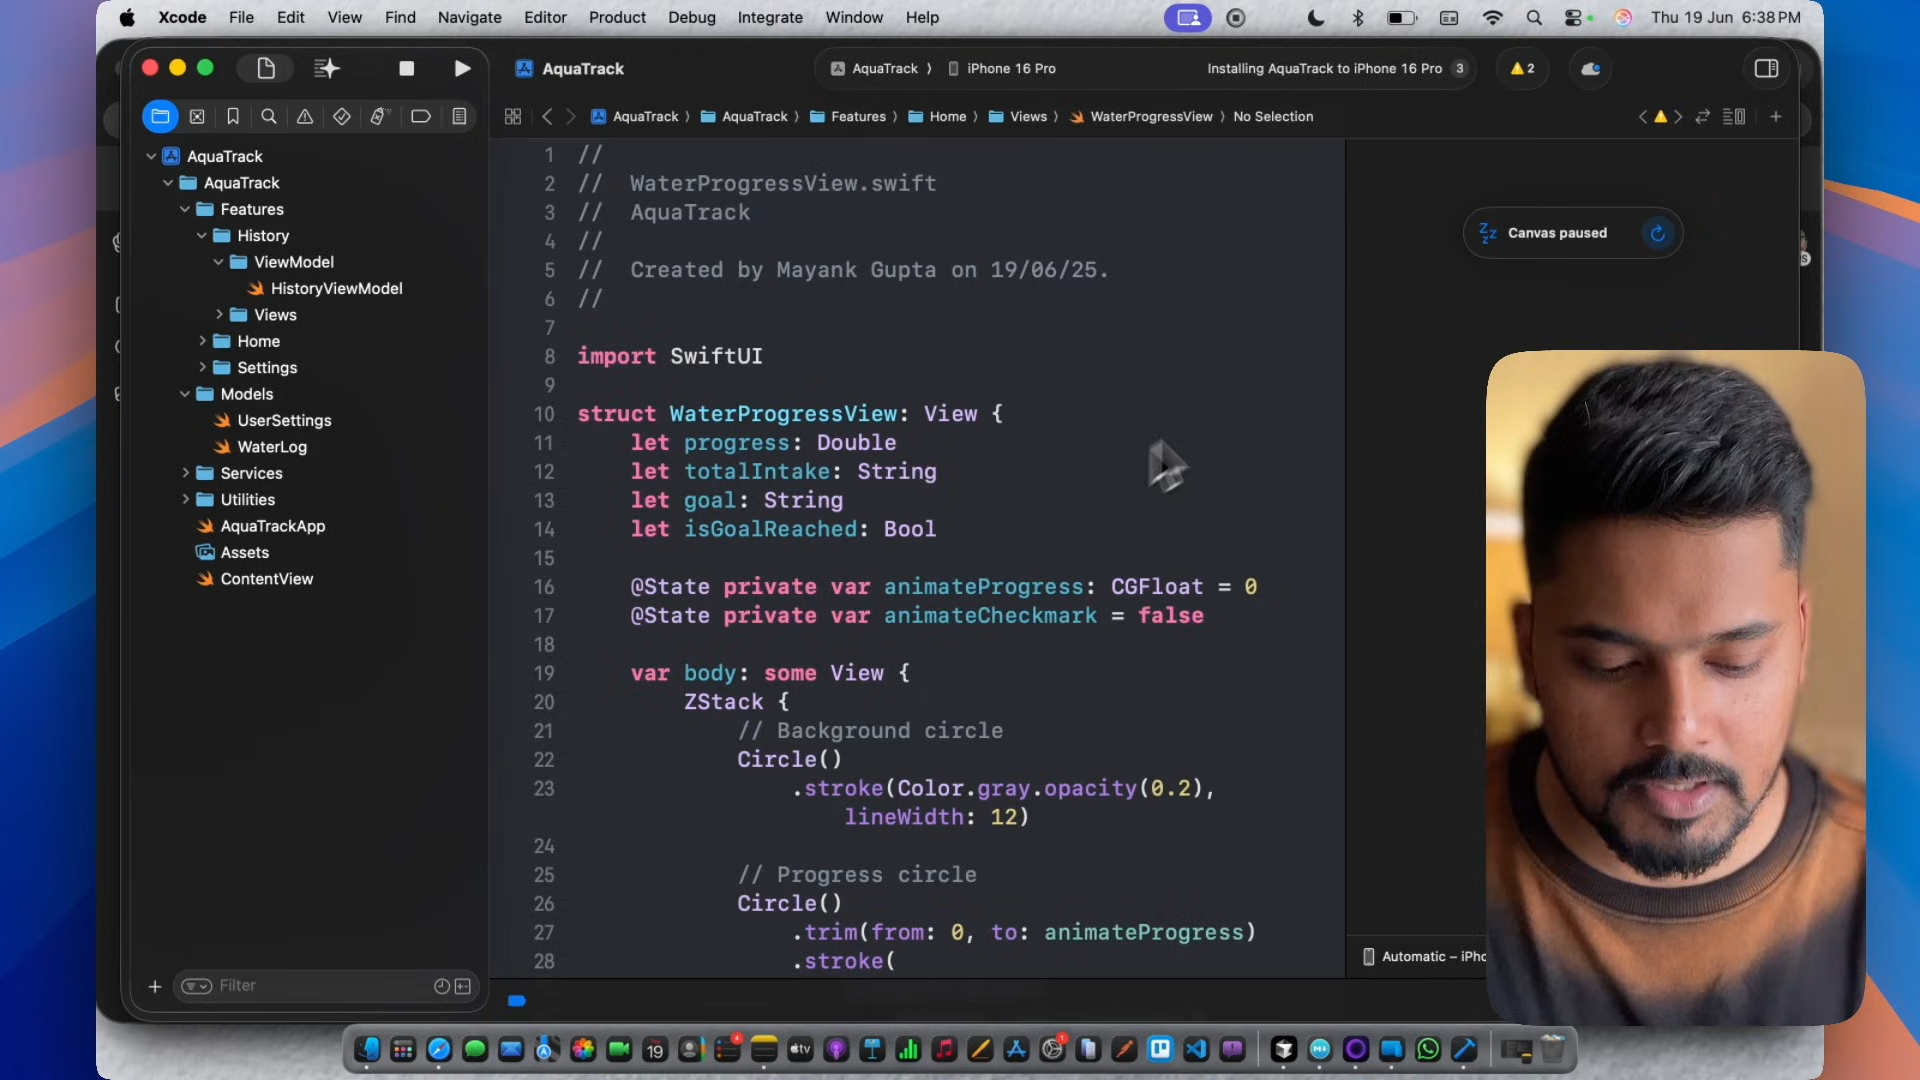 Xcode File Edit View Find Navigate Editor Product Debug Integrate Window Help Thu 19 Jun 6:38 PM
AquaTrack AquaTrack iPhone 16 Pro Installing AquaTrack to iPhone 16 Pro 3 2
AquaTrack AquaTrack Features Home Views WaterProgressView No Selection
AquaTrack
AquaTrack
Features
History
ViewModel
HistoryViewModel
Views
Home
Settings
Models
UserSettings
WaterLog
Services
Utilities
AquaTrackApp
Assets
ContentView
Filter
1 //
2 // WaterProgressView.swift
3 // AquaTrack
4 //
5 // Created by Mayank Gupta on 19/06/25.
6 //
7
8 import SwiftUI
9
10 struct WaterProgressView: View {
11 let progress: Double
12 let totalIntake: String
13 let goal: String
14 let isGoalReached: Bool
15
16 @State private var animateProgress: CGFloat = 0
17 @State private var animateCheckmark = false
18
19 var body: some View {
20 ZStack {
21 // Background circle
22 Circle()
23 .stroke(Color.gray.opacity(0.2),
lineWidth: 12)
24
25 // Progress circle
26 Circle()
27 .trim(from: 0, to: animateProgress)
28 .stroke(
Canvas paused
Automatic – iPho
19
tv